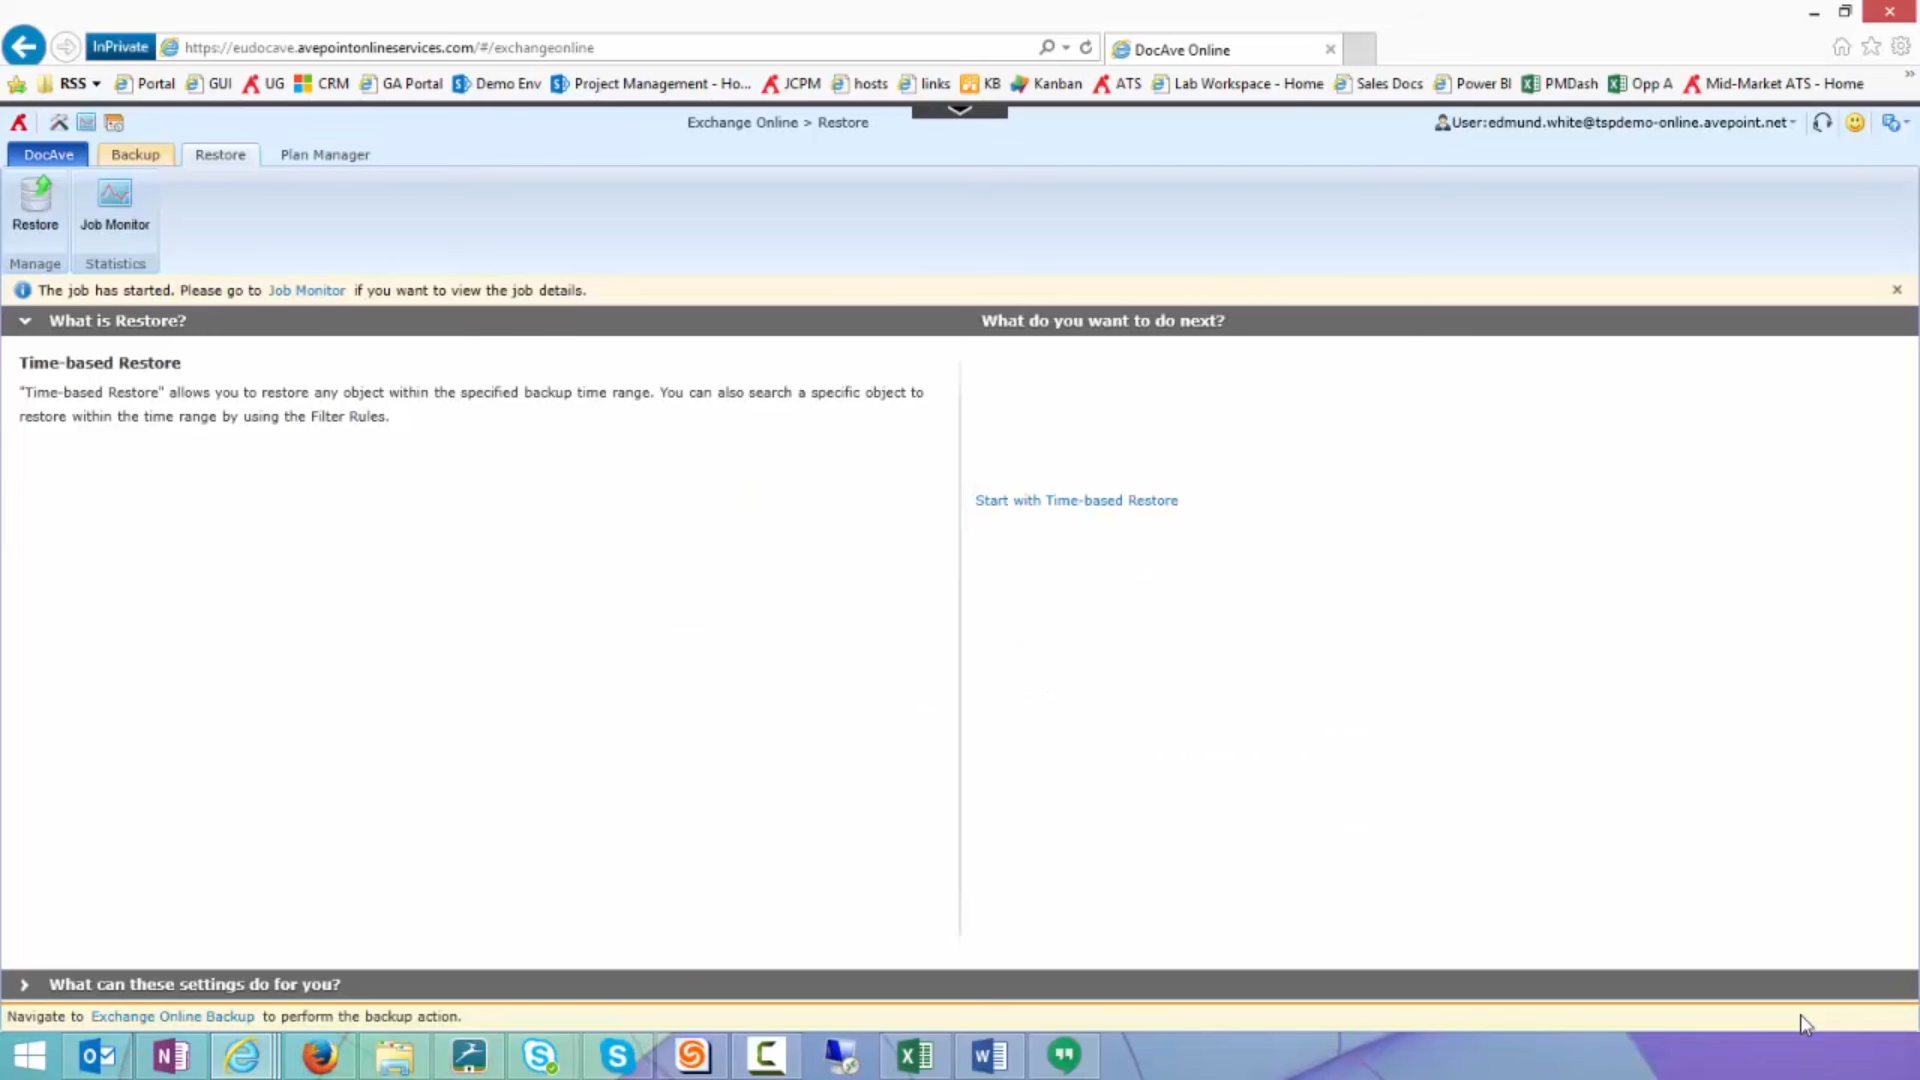 InPrivate
https://eudocave.avepointonlineservices.com/#/exchangeonline
DocAve Online
RSS
Portal
GUI
UG
CRM
GA Portal
Demo Env
Project Management - Ho...
JCPM
hosts
links
KB
Kanban
ATS
Lab Workspace - Home
Sales Docs
Power BI
PMDash
Opp A
Mid-Market ATS - Home
Exchange Online > Restore
User:edmund.white@tspdemo-online.avepoint.net
DocAve
Backup
Restore
Plan Manager
Restore
Job Monitor
Manage
Statistics
The job has started. Please go to Job Monitor if you want to view the job details.
What is Restore?
What do you want to do next?
Time-based Restore
"Time-based Restore" allows you to restore any object within the specified backup time range. You can also search a specific object to
restore within the time range by using the Filter Rules.
Start with Time-based Restore
What can these settings do for you?
Navigate to Exchange Online Backup to perform the backup action.